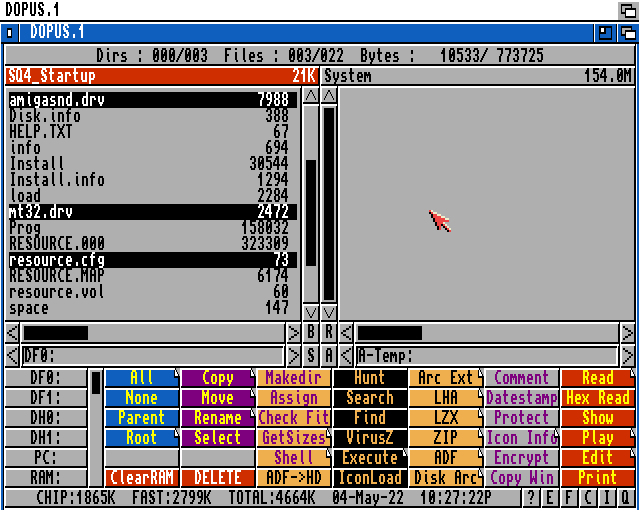 DOPUS.1
DOPUS.1
Dirs : 000/003 Files : 003/022 Bytes : 10533/ 773725
SQ4_Startup 21K System 154.0M
amigasnd.drv 7988
Disk.info 388
HELP.TXT 67
info 694
Install 30544
Install.info 1294
load 2284
mt32.drv 2472
Prog 158032
RESOURCE.000 323309
resource.cfg 73
RESOURCE.MAP 6174
resource.vol 60
space 147
B R
DF0: S A A-Temp:
DF0: All Copy Makedir Hunt Arc Ext Comment Read
DF1: None Move Assign Search LHA Datestamp Hex Read
DH0: Parent Rename Check Fit Find LZX Protect Show
DH1: Root Select GetSizes VirusZ ZIP Icon Info Play
PC: Shell Execute ADF Encrypt Edit
RAM: ClearRAM DELETE ADF->HD IconLoad Disk Arc Copy Win Print
CHIP:1865K FAST:2799K TOTAL:4664K 04-May-22 10:27:22P ? E F C I Q